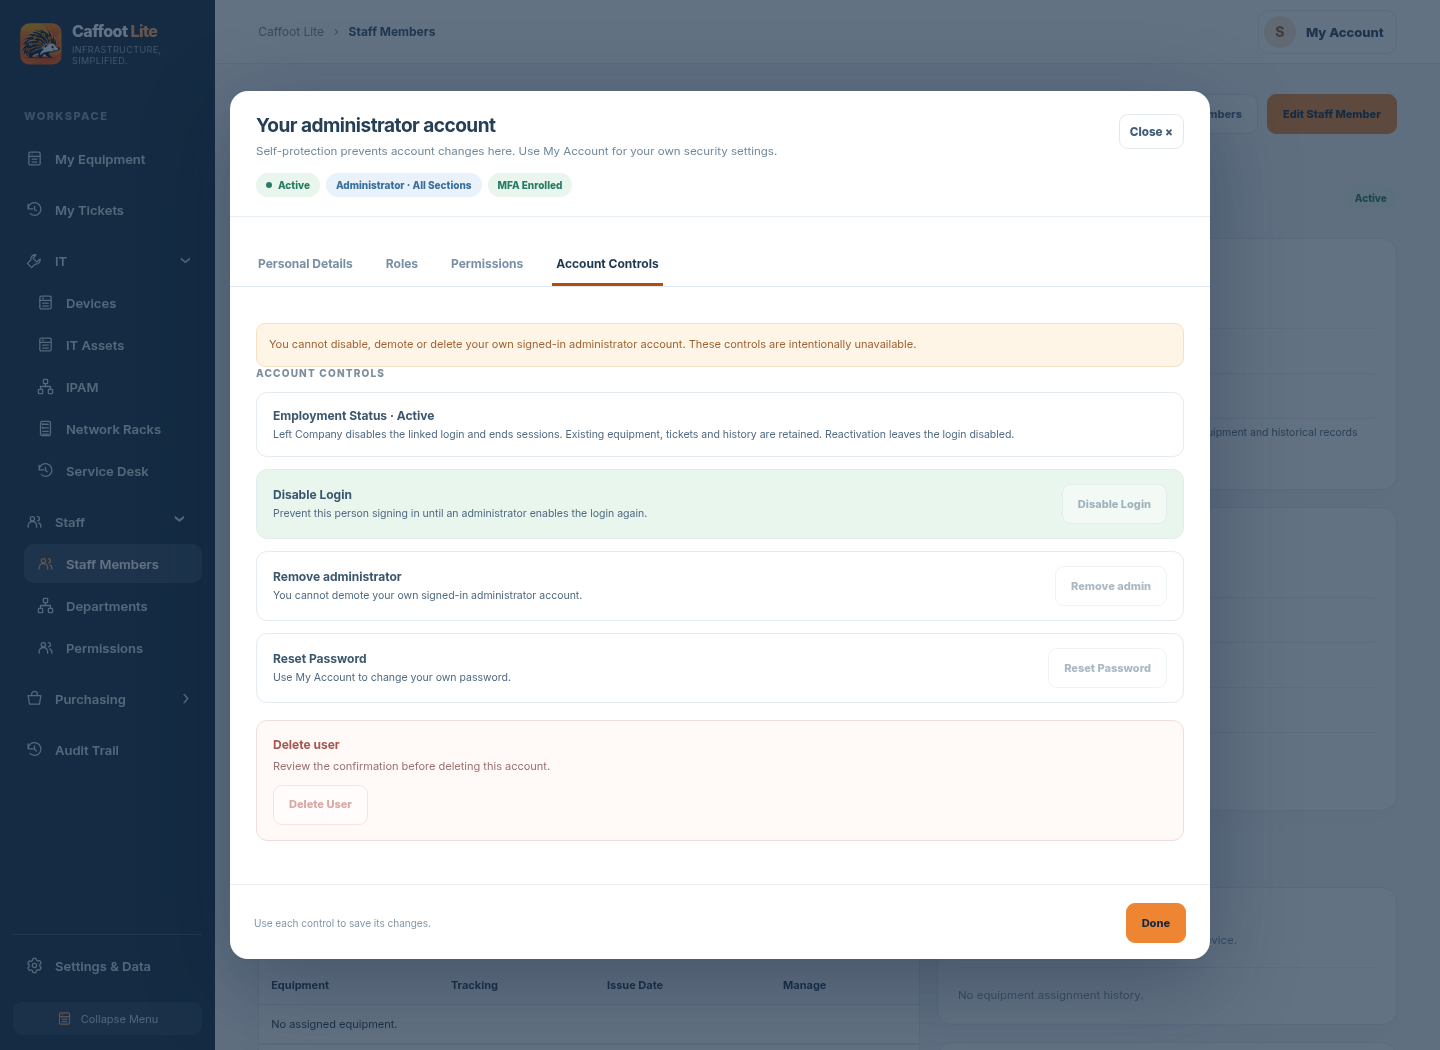 Caffoot Lite
INFRASTRUCTURE,
SIMPLIFIED.
WORKSPACE
My Equipment
My Tickets
IT
Devices
IT Assets
IPAM
Network Racks
Service Desk
Staff
Staff Members
Departments
Permissions
Purchasing
Audit Trail
Settings & Data
Collapse Menu
Caffoot Lite › Staff Members
S My Account
Edit Staff Member
Active
Your administrator account
Close ×
Self-protection prevents account changes here. Use My Account for your own security settings.
Active
Administrator · All Sections
MFA Enrolled
Personal Details
Roles
Permissions
Account Controls
You cannot disable, demote or delete your own signed-in administrator account. These controls are intentionally unavailable.
ACCOUNT CONTROLS
Employment Status · Active
Left Company disables the linked login and ends sessions. Existing equipment, tickets and history are retained. Reactivation leaves the login disabled.
Disable Login
Prevent this person signing in until an administrator enables the login again.
Disable Login
Remove administrator
You cannot demote your own signed-in administrator account.
Remove admin
Reset Password
Use My Account to change your own password.
Reset Password
Delete user
Review the confirmation before deleting this account.
Delete User
Use each control to save its changes.
Done
and historical records
Equipment
Tracking
Issue Date
Manage
No assigned equipment.
No equipment assignment history.